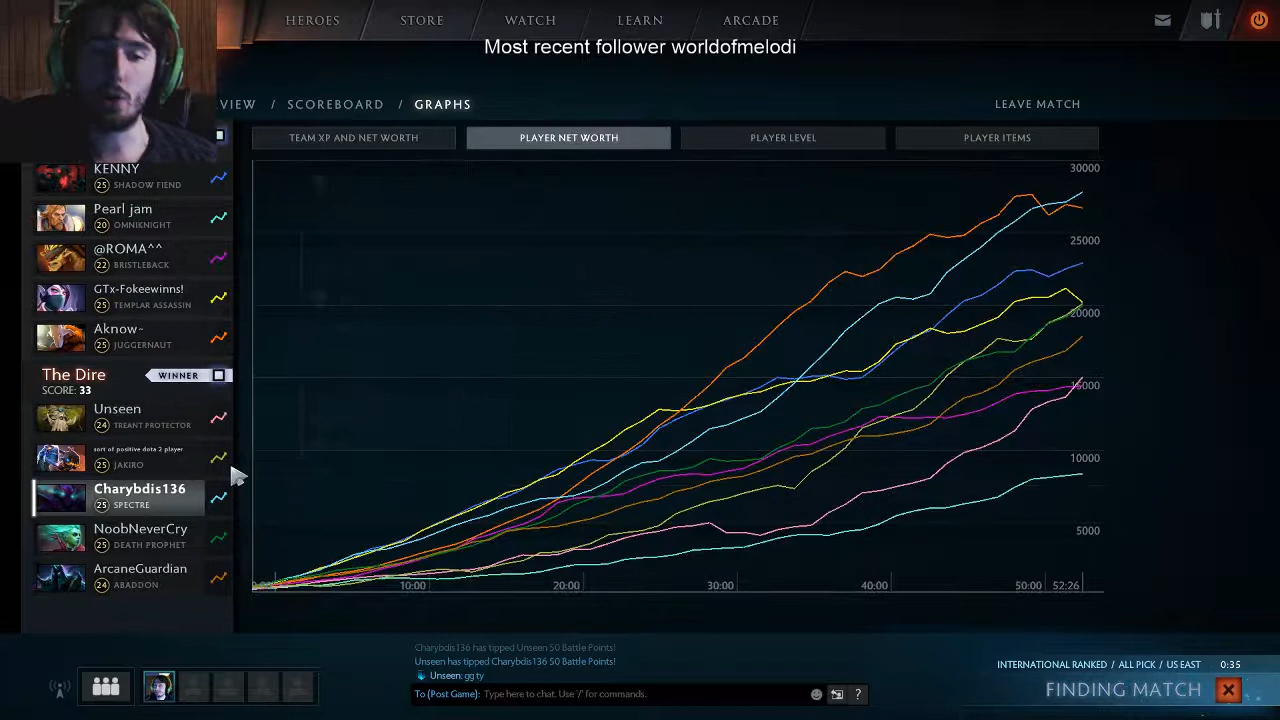 HEROES
STORE
WATCH
LEARN
ARCADE
Most recent follower worldofmelodi
VIEW / SCOREBOARD / GRAPHS
LEAVE MATCH
TEAM XP AND NET WORTH
PLAYER NET WORTH
PLAYER LEVEL
PLAYER ITEMS
KENNY
25 SHADOW FIEND
Pearl jam
20 OMNIKNIGHT
@ROMA^^
22 BRISTLEBACK
GTx-Fokeewinns!
25 TEMPLAR ASSASSIN
Aknow~
25 JUGGERNAUT
The Dire
WINNER
SCORE: 33
Unseen
24 TREANT PROTECTOR
sort of positive dota 2 player
25 JAKIRO
Charybdis136
25 SPECTRE
NoobNeverCry
25 DEATH PROPHET
ArcaneGuardian
24 ABADDON
30000
25000
20000
15000
10000
5000
10:00
20:00
30:00
40:00
50:00
52:26
Charybdis136 has tipped Unseen 50 Battle Points!
Unseen has tipped Charybdis136 50 Battle Points!
Unseen: gg ty
To (Post Game): Type here to chat. Use '/' for commands.
?
INTERNATIONAL RANKED / ALL PICK / US EAST 0:35
FINDING MATCH